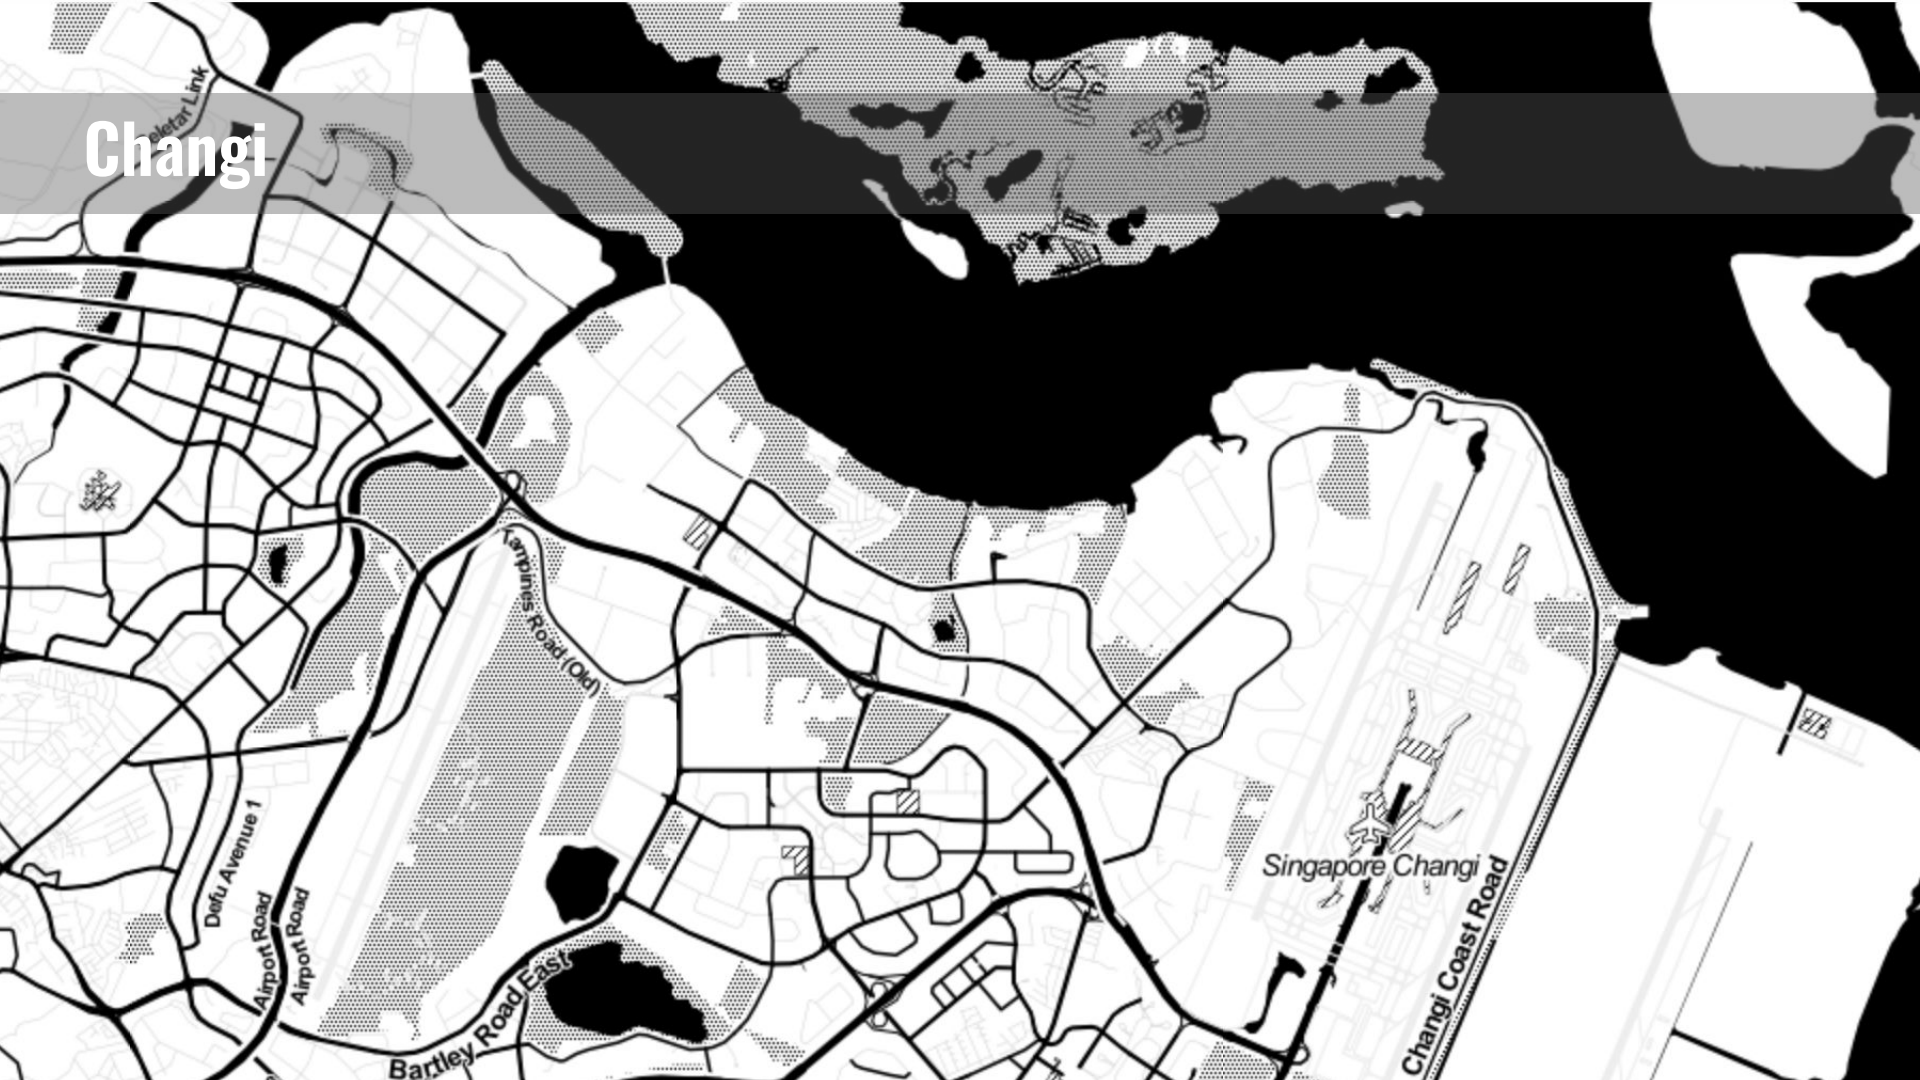 Changi
Seletar Link
Tampines Road (Old)
Defu Avenue 1
Airport Road
Airport Road
Bartley Road East
Singapore Changi
Changi Coast Road